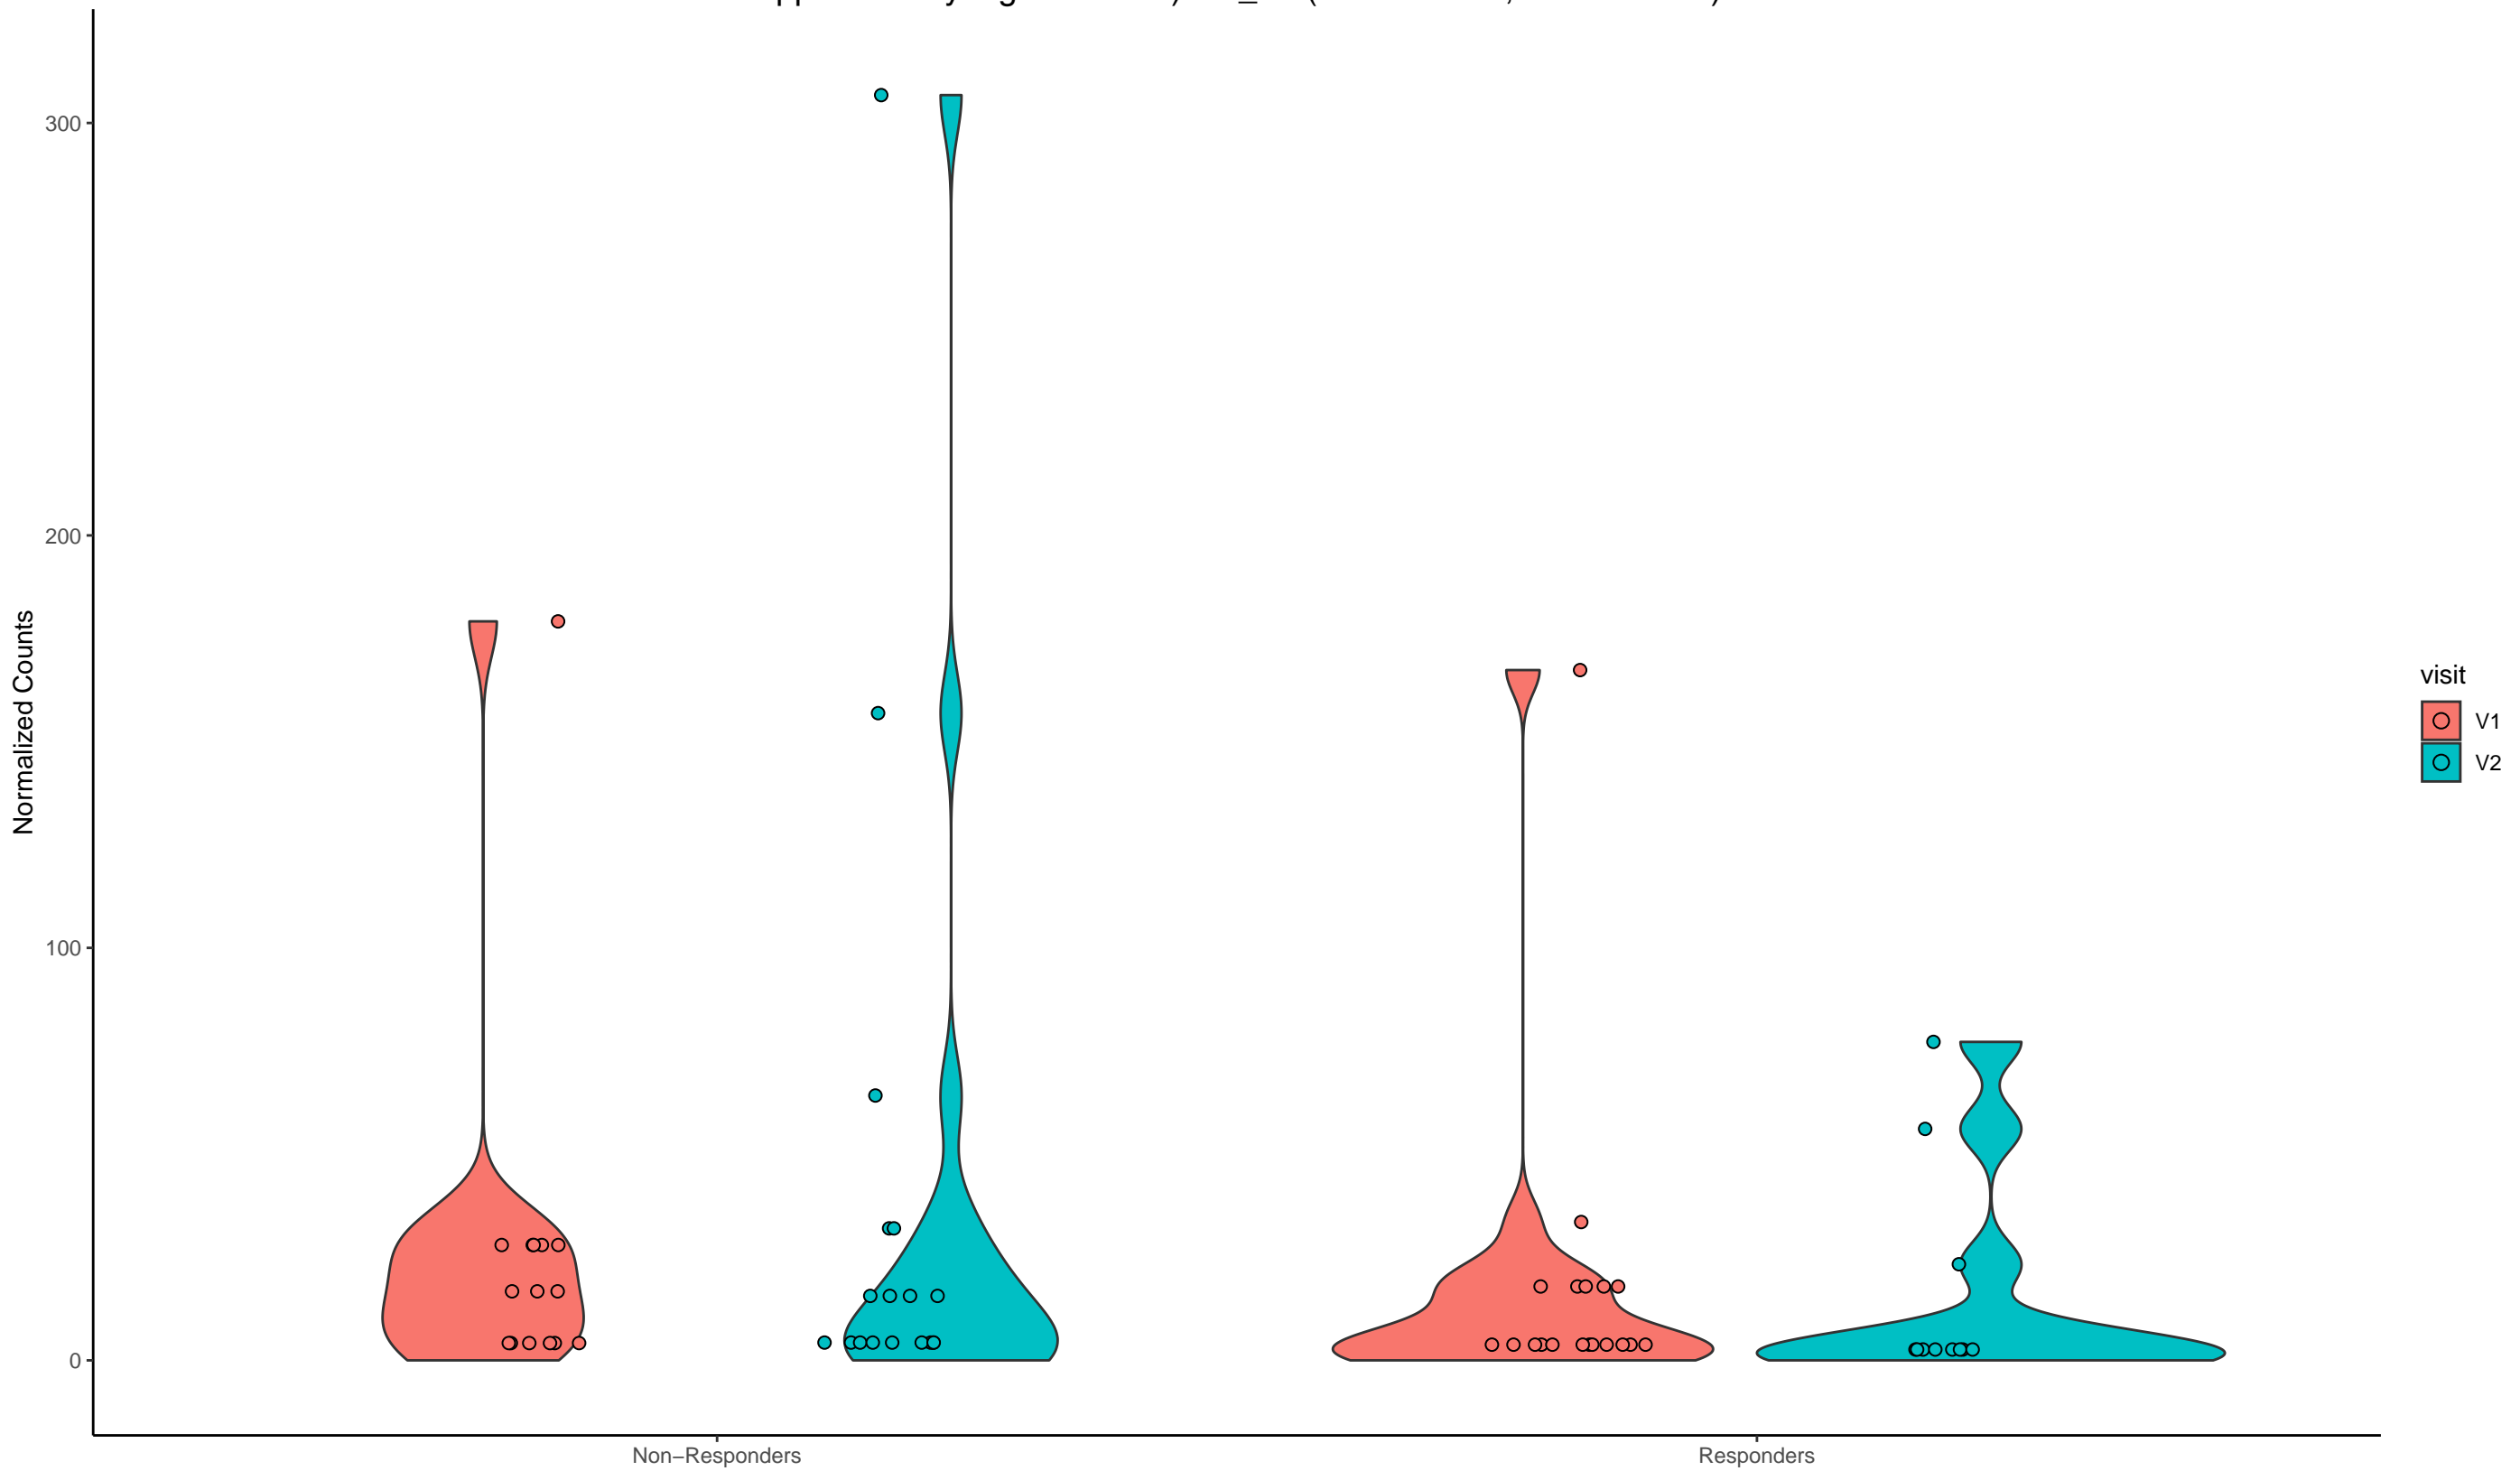 300
200
100
0
Normalized Counts
Non−Responders
Responders
visit
V1
V2